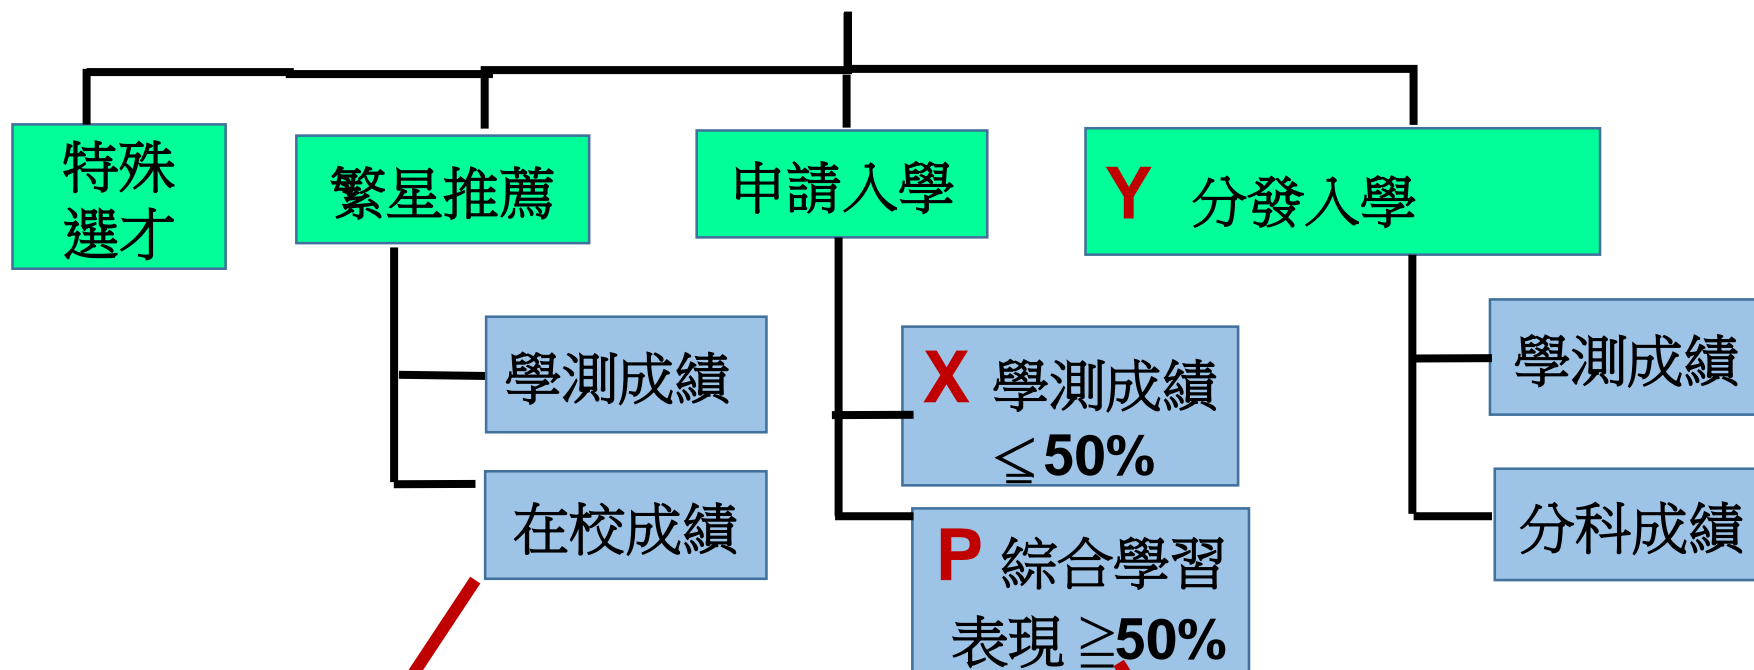 特殊
選才
繁星推薦
申請入學
Y 分發入學
學測成績
在校成績
X 學測成績
≦50%
P 綜合學習
表現 ≧50%
學測成績
分科成績